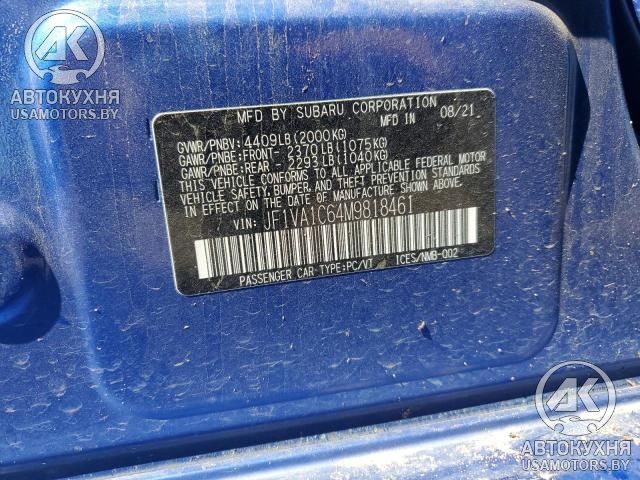 AK
АВТОКУХНЯ
USAMOTORS.BY
MFD BY SUBARU CORPORATION
MFD IN 08/21
GVWR/PNBV: 4409LB(2000KG)
GAWR/PNBE:FRONT- 2370LB(1075KG)
GAWR/PNBE:REAR - 2293LB(1040KG)
THIS VEHICLE CONFORMS TO ALL APPLICABLE FEDERAL MOTOR
VEHICLE SAFETY, BUMPER, AND THEFT PREVENTION STANDARDS
IN EFFECT ON THE DATE OF MANUFACTURE SHOWN ABOVE.
VIN: JF1VA1C64M9818461
PASSENGER CAR-TYPE:PC/VT ICES/NMB-002
AK
АВТОКУХНЯ
USAMOTORS.BY